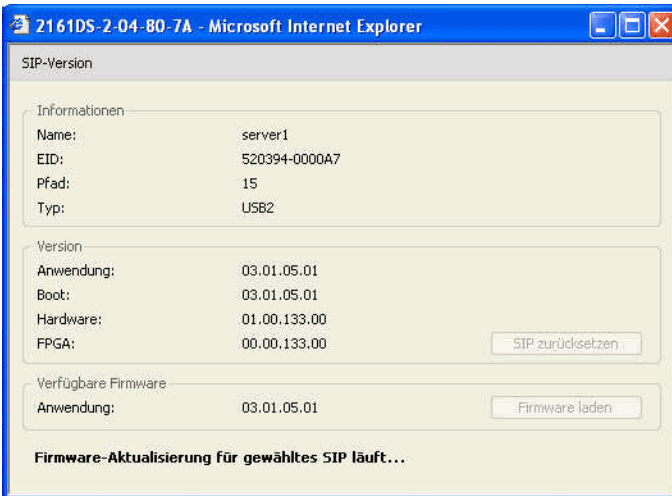 2161DS-2-04-80-7A - Microsoft Internet Explorer
SIP-Version
Informationen
Name: server1
EID: 520394-0000A7
Pfad: 15
Typ: USB2
Version
Anwendung: 03.01.05.01
Boot: 03.01.05.01
Hardware: 01.00.133.00
FPGA: 00.00.133.00 SIP zurücksetzen
Verfügbare Firmware
Anwendung: 03.01.05.01 Firmware laden
Firmware-Aktualisierung für gewähltes SIP läuft...